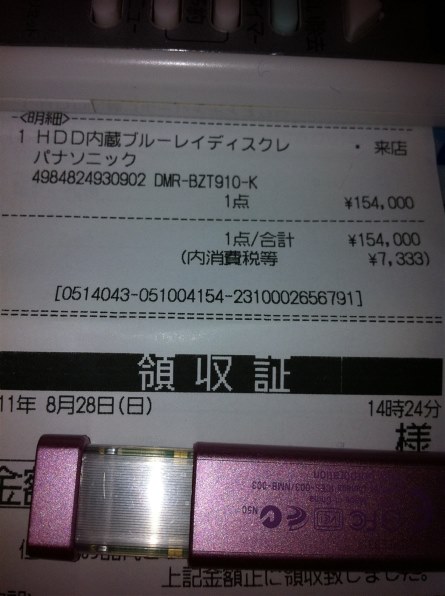 <明細>
1 HDD内蔵ブルーレイディスクレ ・ 来店
パナソニック
4984824930902 DMR-BZT910-K
1点 ¥154,000
1点/合計 ¥154,000
(内消費税等 ¥7,333)
[0514043-051004154-2310002656791]
領収証
11年 8月28日(日) 14時24分
様
金
N50
上記金額正に領収致しました。